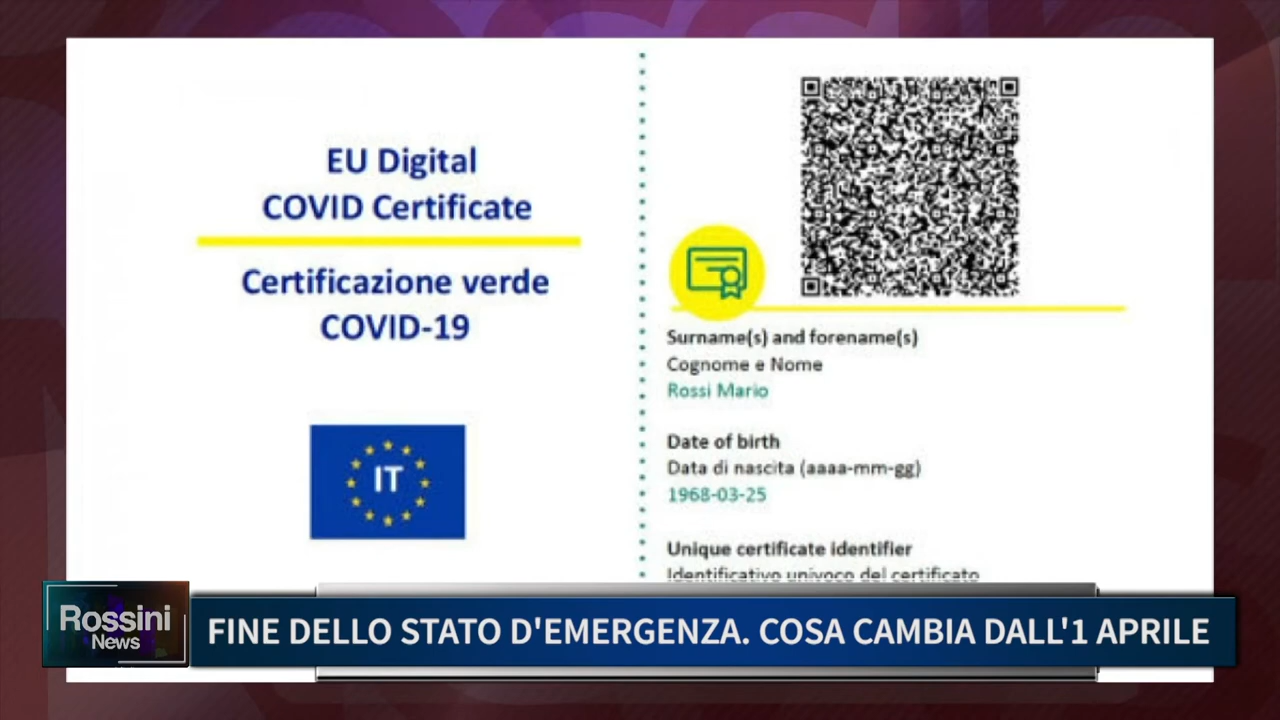 EU Digital
COVID Certificate
Certificazione verde
COVID-19
IT
Surname(s) and forename(s)
Cognome e Nome
Rossi Mario
Date of birth
Data di nascita (aaaa-mm-gg)
1968-03-25
Unique certificate identifier
Identificativo univoco del certificato
Rossini
News
FINE DELLO STATO D'EMERGENZA. COSA CAMBIA DALL'1 APRILE